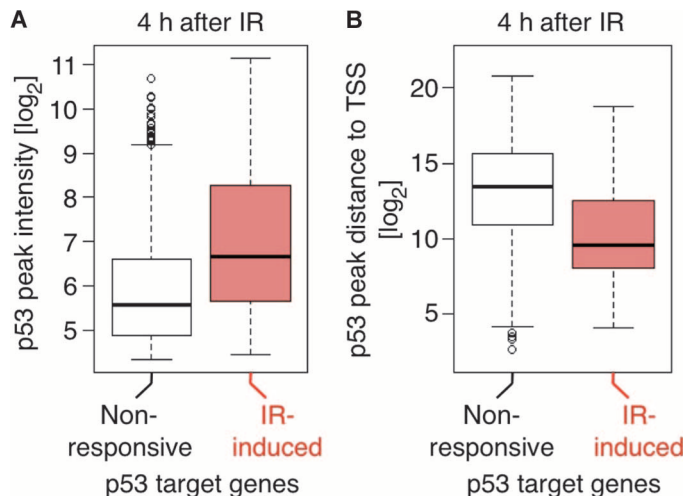 A
4 h after IR
p53 peak intensity [log2]
11
10
9
8
7
6
5
Non-
responsive
IR-
induced
p53 target genes
B
4 h after IR
p53 peak distance to TSS
[log2]
20
15
10
5
Non-
responsive
IR-
induced
p53 target genes